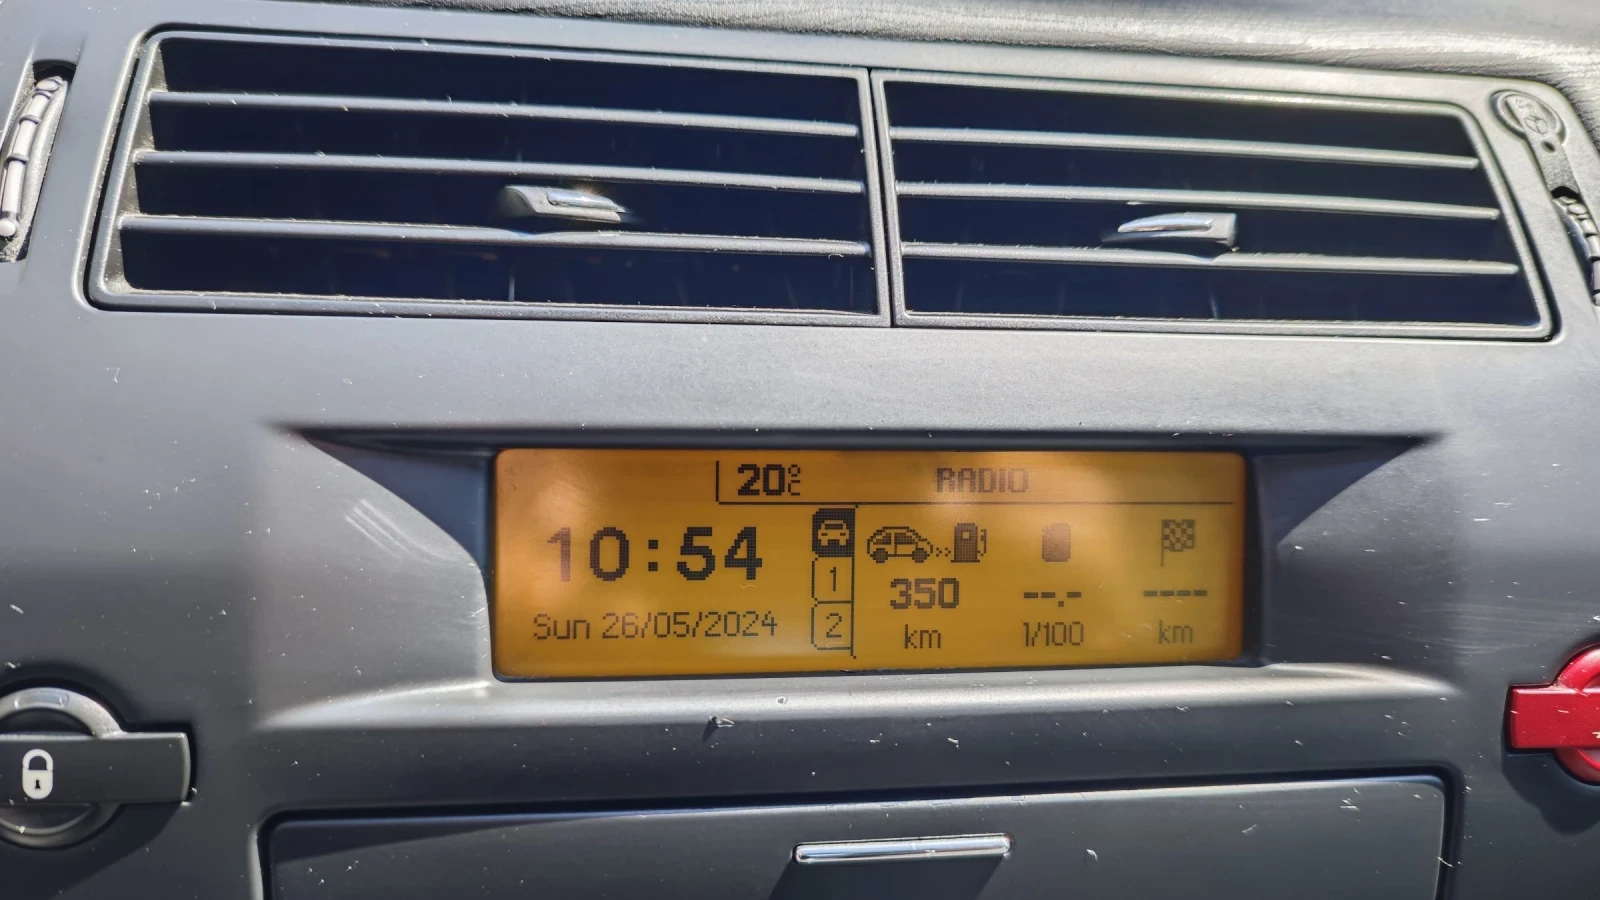 20°C RADIO
10:54
Sun 26/05/2024
1
2
350 --.- ----
km l/100 km